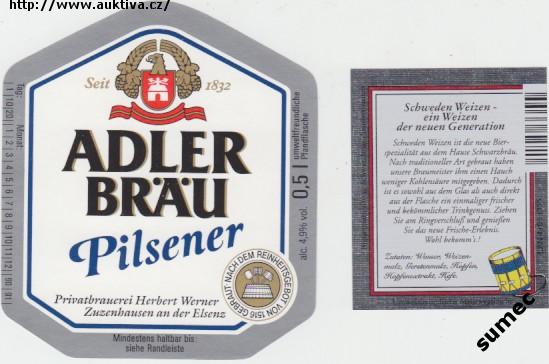 http://www.auktiva.cz/
Seit 1832
ADLER
BRÄU
Pilsener
Privatbrauerei Herbert Werner
Zuzenhausen an der Elsenz
GEBRAUT NACH DEM REINHEITSGEBOT VON 1516
Mindestens haltbar bis:
siehe Randleiste
Tag:
Monat:
alc. 4,9% vol. 0,5 l
umweltfreundliche
Pfandflasche
Schweden Weizen -
ein Weizen
der neuen Generation
Schweden Weizen ist die neue Bier-
spezialität aus dem Hause Schwarzbräu.
Nach traditioneller Art gebraut haben
unsere Braumeister ihm einen Hauch
weniger Kohlensäure mitgegeben. Dadurch
ist es sowohl aus dem Glas als auch direkt
aus der Flasche ein einmaliger frischer
und bekömmlicher Trinkgenuss. Ziehen
Sie am Ringverschluß und genießen
Sie das neue Frische-Erlebnis.
Wohl bekomm's!
Zutaten: Wasser, Weizen-
malz, Gerstenmalz, Hopfen,
Hopfenextrakt, Hefe.
sumec